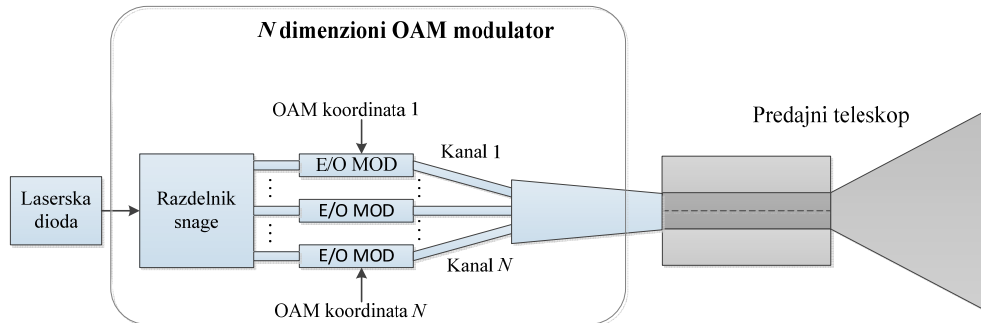 N dimenzioni OAM modulator
OAM koordinata 1
Predajni teleskop
E/O MOD
Kanal 1
Laserska
dioda
Razdelnik
snage
E/O MOD
E/O MOD
Kanal N
OAM koordinata N